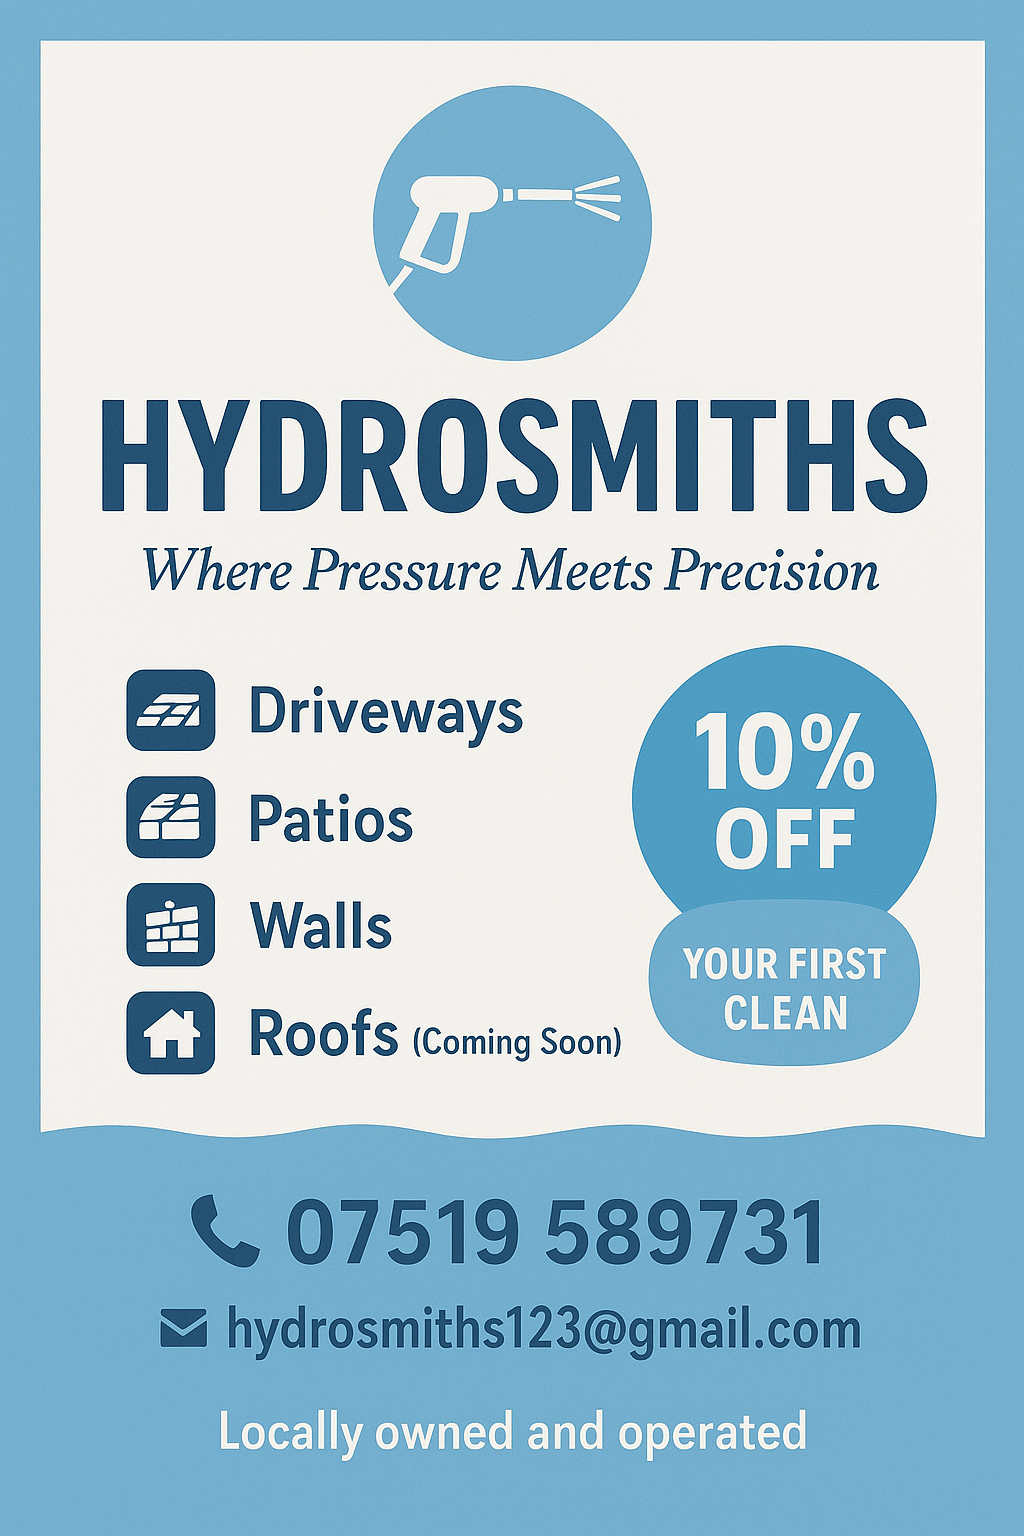 HYDROSMITHS
Where Pressure Meets Precision
Driveways
Patios
Walls
Roofs (Coming Soon)
10%
OFF
YOUR FIRST
CLEAN
07519 589731
hydrosmiths123@gmail.com
Locally owned and operated